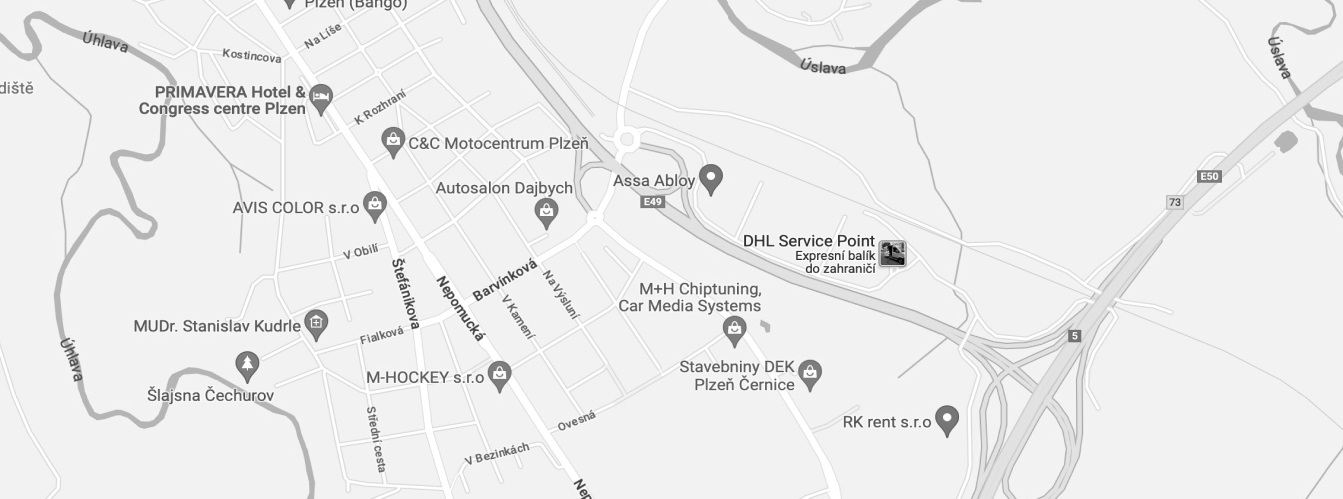 Plzeň (Bango)
Úhlava
Na Líše
Kostincova
Úslava
Úslava
diště
PRIMAVERA Hotel &
Congress centre Plzen
K Rozhraní
C&C Motocentrum Plzeň
Autosalon Dajbych
Assa Abloy
E49
E50
73
AVIS COLOR s.r.o
V Obilí
DHL Service Point
Expresní balík
do zahraničí
Štefánikova
Nepomucká
Barvínková
Na Výsluní
V Kamení
M+H Chiptuning,
Car Media Systems
MUDr. Stanislav Kudrle
Fialková
5
Úhlava
Šlajsna Čechurov
M-HOCKEY s.r.o
Stavebniny DEK
Plzeň Černice
RK rent s.r.o
Střední cesta
Ovesná
V Bezinkách
Nep